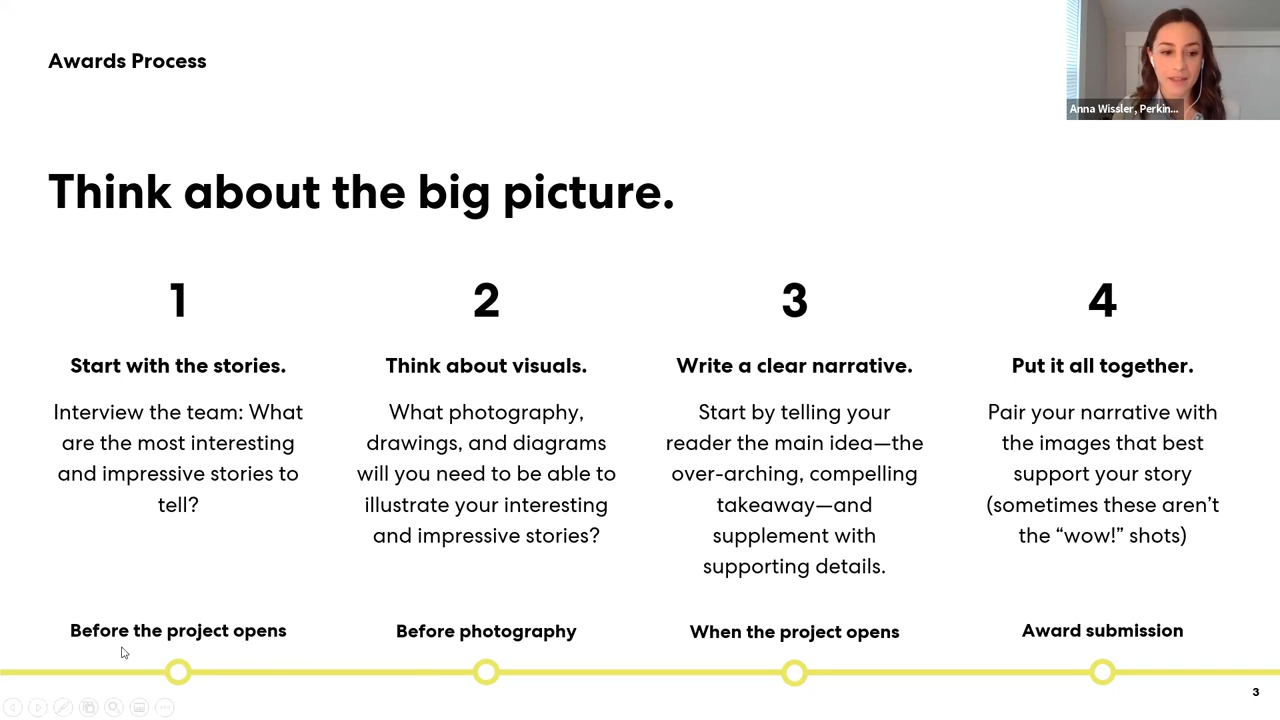 Awards Process
Anna Wissler, Perkin...
Think about the big picture.
1
Start with the stories.
Interview the team: What
are the most interesting
and impressive stories to
tell?
Before the project opens
2
Think about visuals.
What photography,
drawings, and diagrams
will you need to be able to
illustrate your interesting
and impressive stories?
Before photography
3
Write a clear narrative.
Start by telling your
reader the main idea—the
over-arching, compelling
takeaway—and
supplement with
supporting details.
When the project opens
4
Put it all together.
Pair your narrative with
the images that best
support your story
(sometimes these aren’t
the “wow!” shots)
Award submission
3